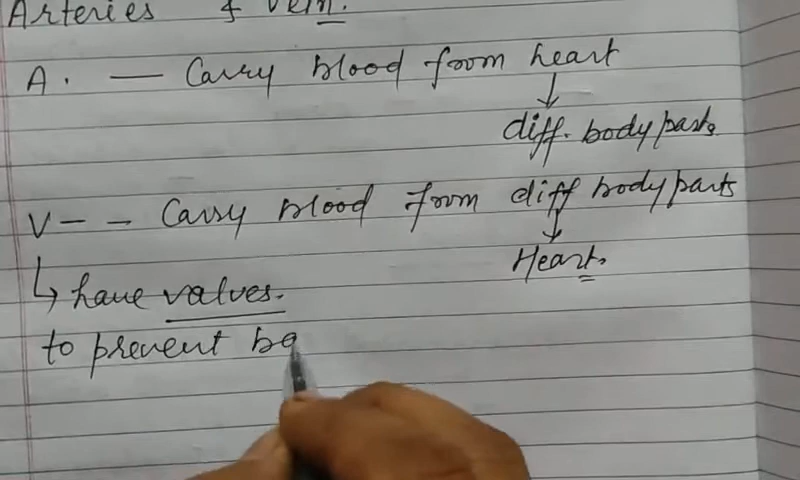 Arteries & vein.
A. — Carry blood from heart
↓
diff. body parts
V - - Carry blood from diff body parts
↓
Heart.
↳ have valves.
to prevent ba